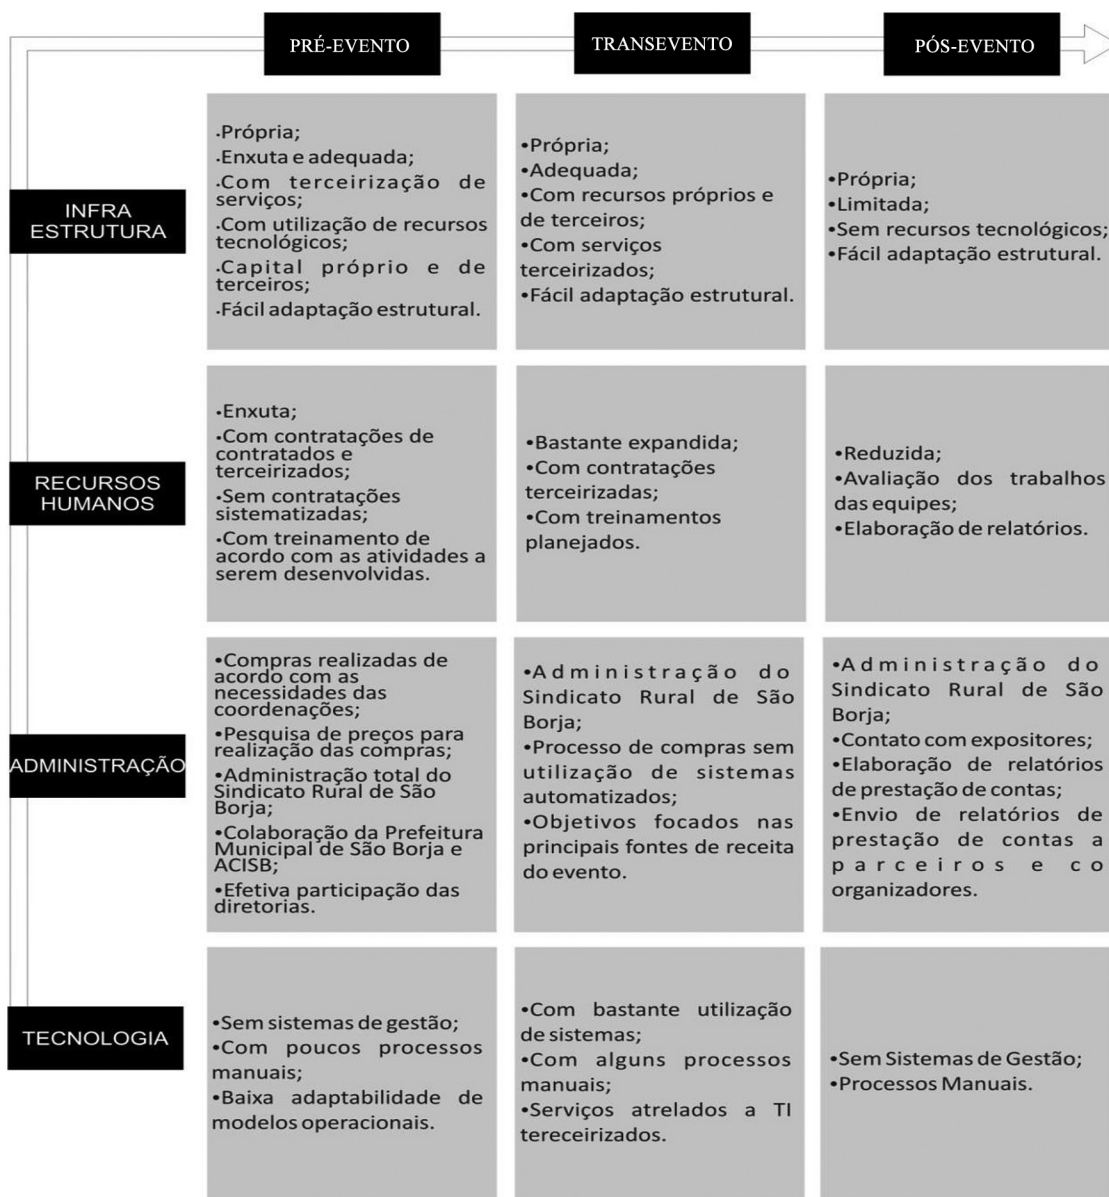 PRÉ-EVENTO
TRANSEVENTO
PÓS-EVENTO
INFRA
ESTRUTURA
•Própria;
•Enxuta e adequada;
•Com terceirização de
serviços;
•Com utilização de recursos
tecnológicos;
•Capital próprio e de
terceiros;
•Fácil adaptação estrutural.
•Própria;
•Adequada;
•Com recursos próprios e
de terceiros;
•Com serviços
terceirizados;
•Fácil adaptação estrutural.
•Própria;
•Limitada;
•Sem recursos tecnológicos;
•Fácil adaptação estrutural.
RECURSOS
HUMANOS
•Enxuta;
•Com contratações de
contratados e
terceirizados;
•Sem contratações
sistematizadas;
•Com treinamento de
acordo com as atividades a
serem desenvolvidas.
•Bastante expandida;
•Com contratações
terceirizadas;
•Com treinamentos
planejados.
•Reduzida;
•Avaliação dos trabalhos
das equipes;
•Elaboração de relatórios.
ADMINISTRAÇÃO
•Compras realizadas de
acordo com as
necessidades das
coordenações;
•Pesquisa de preços para
realização das compras;
•Administração total do
Sindicato Rural de São
Borja;
•Colaboração da Prefeitura
Municipal de São Borja e
ACISB;
•Efetiva participação das
diretorias.
•Administração do
Sindicato Rural de São
Borja;
•Processo de compras sem
utilização de sistemas
automatizados;
•Objetivos focados nas
principais fontes de receita
do evento.
•Administração do
Sindicato Rural de São
Borja;
•Contato com expositores;
•Elaboração de relatórios
de prestação de contas;
•Envio de relatórios de
prestação de contas a
parceiros e co
organizadores.
TECNOLOGIA
•Sem sistemas de gestão;
•Com poucos processos
manuais;
•Baixa adaptabilidade de
modelos operacionais.
•Com bastante utilização
de sistemas;
•Com alguns processos
manuais;
•Serviços atrelados a TI
tereceirizados.
•Sem Sistemas de Gestão;
•Processos Manuais.